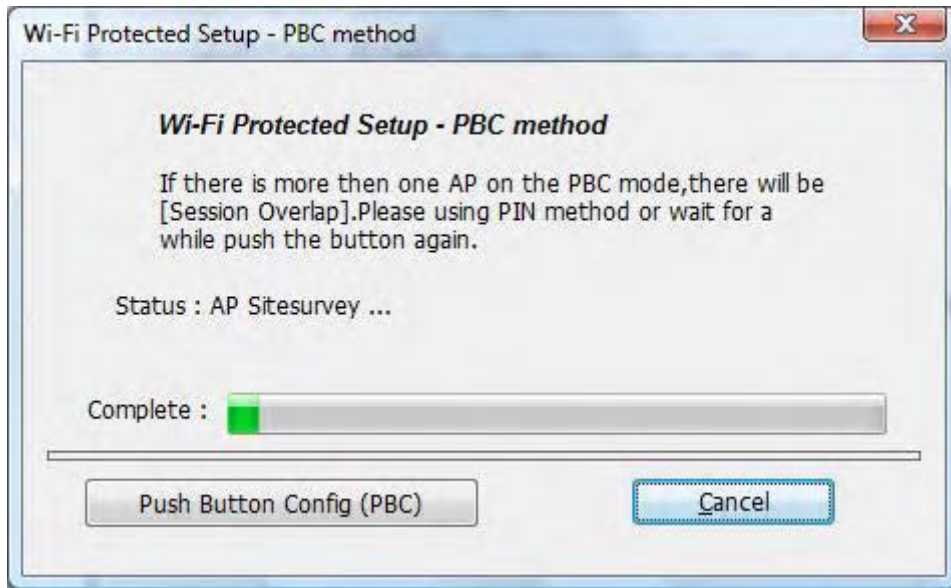 Wi-Fi Protected Setup - PBC method
Wi-Fi Protected Setup - PBC method
If there is more then one AP on the PBC mode,there will be
[Session Overlap].Please using PIN method or wait for a
while push the button again.
Status : AP Sitesurvey ...
Complete :
Push Button Config (PBC)
Cancel